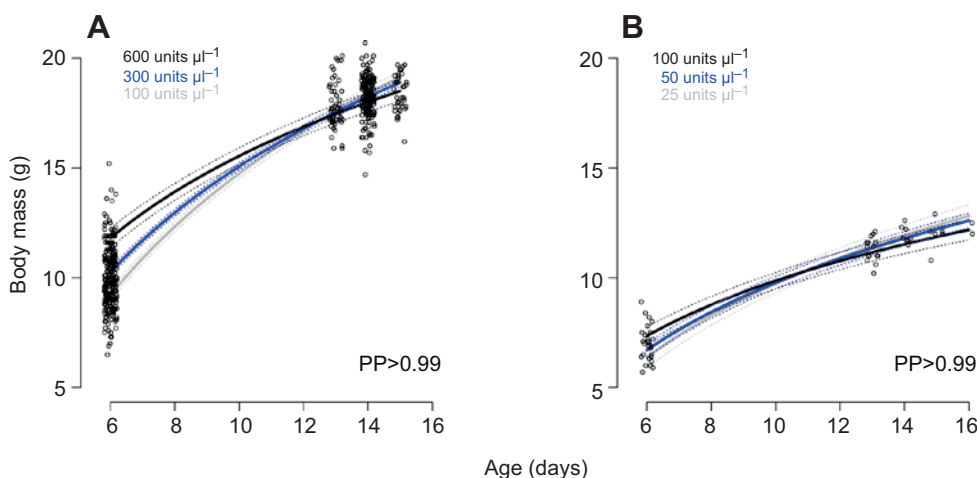 A
600 units µl⁻¹
300 units µl⁻¹
100 units µl⁻¹
20
15
10
5
Body mass (g)
PP>0.99
6 8 10 12 14 16
B
100 units µl⁻¹
50 units µl⁻¹
25 units µl⁻¹
20
15
10
5
PP>0.99
6 8 10 12 14 16
Age (days)